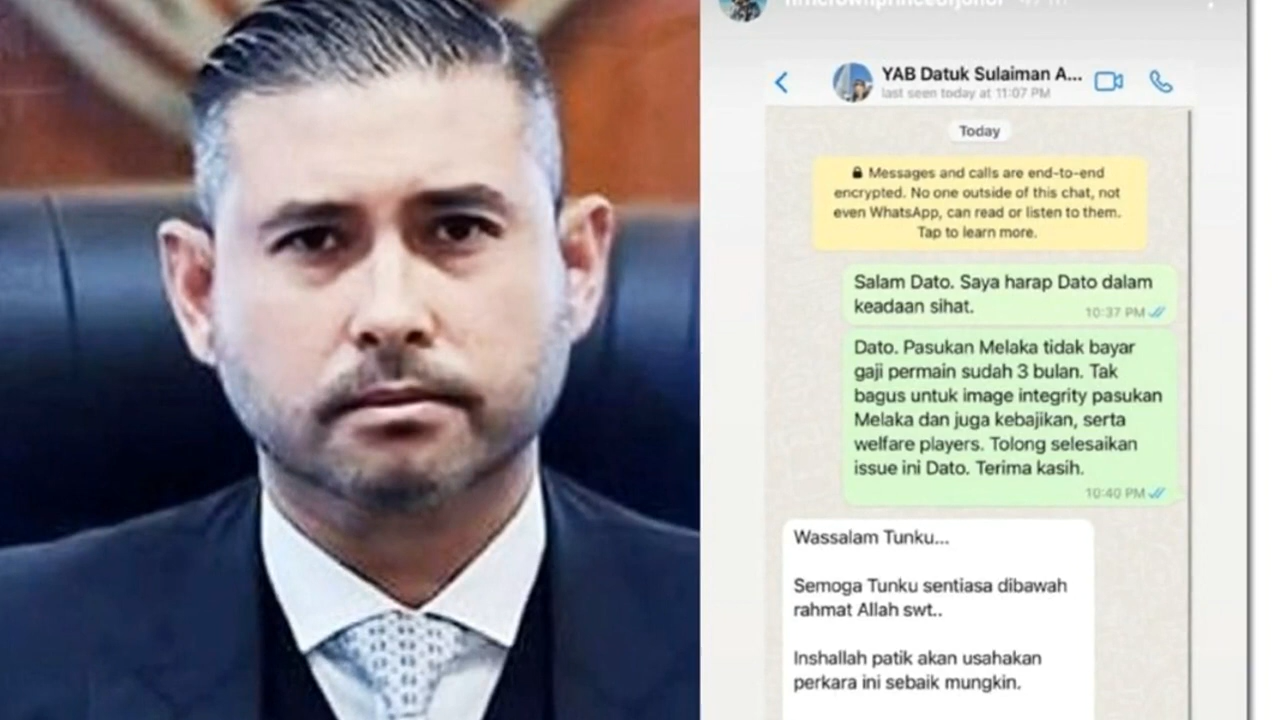 YAB Datuk Sulaiman A...
last seen today at 11:07 PM
Today
Messages and calls are end-to-end
encrypted. No one outside of this chat, not
even WhatsApp, can read or listen to them.
Tap to learn more.
Salam Dato. Saya harap Dato dalam
keadaan sihat.
10:37 PM
Dato. Pasukan Melaka tidak bayar
gaji permain sudah 3 bulan. Tak
bagus untuk image integrity pasukan
Melaka dan juga kebajikan, serta
welfare players. Tolong selesaikan
issue ini Dato. Terima kasih.
10:40 PM
Wassalam Tunku...
Semoga Tunku sentiasa dibawah
rahmat Allah swt..
Inshallah patik akan usahakan
perkara ini sebaik mungkin.